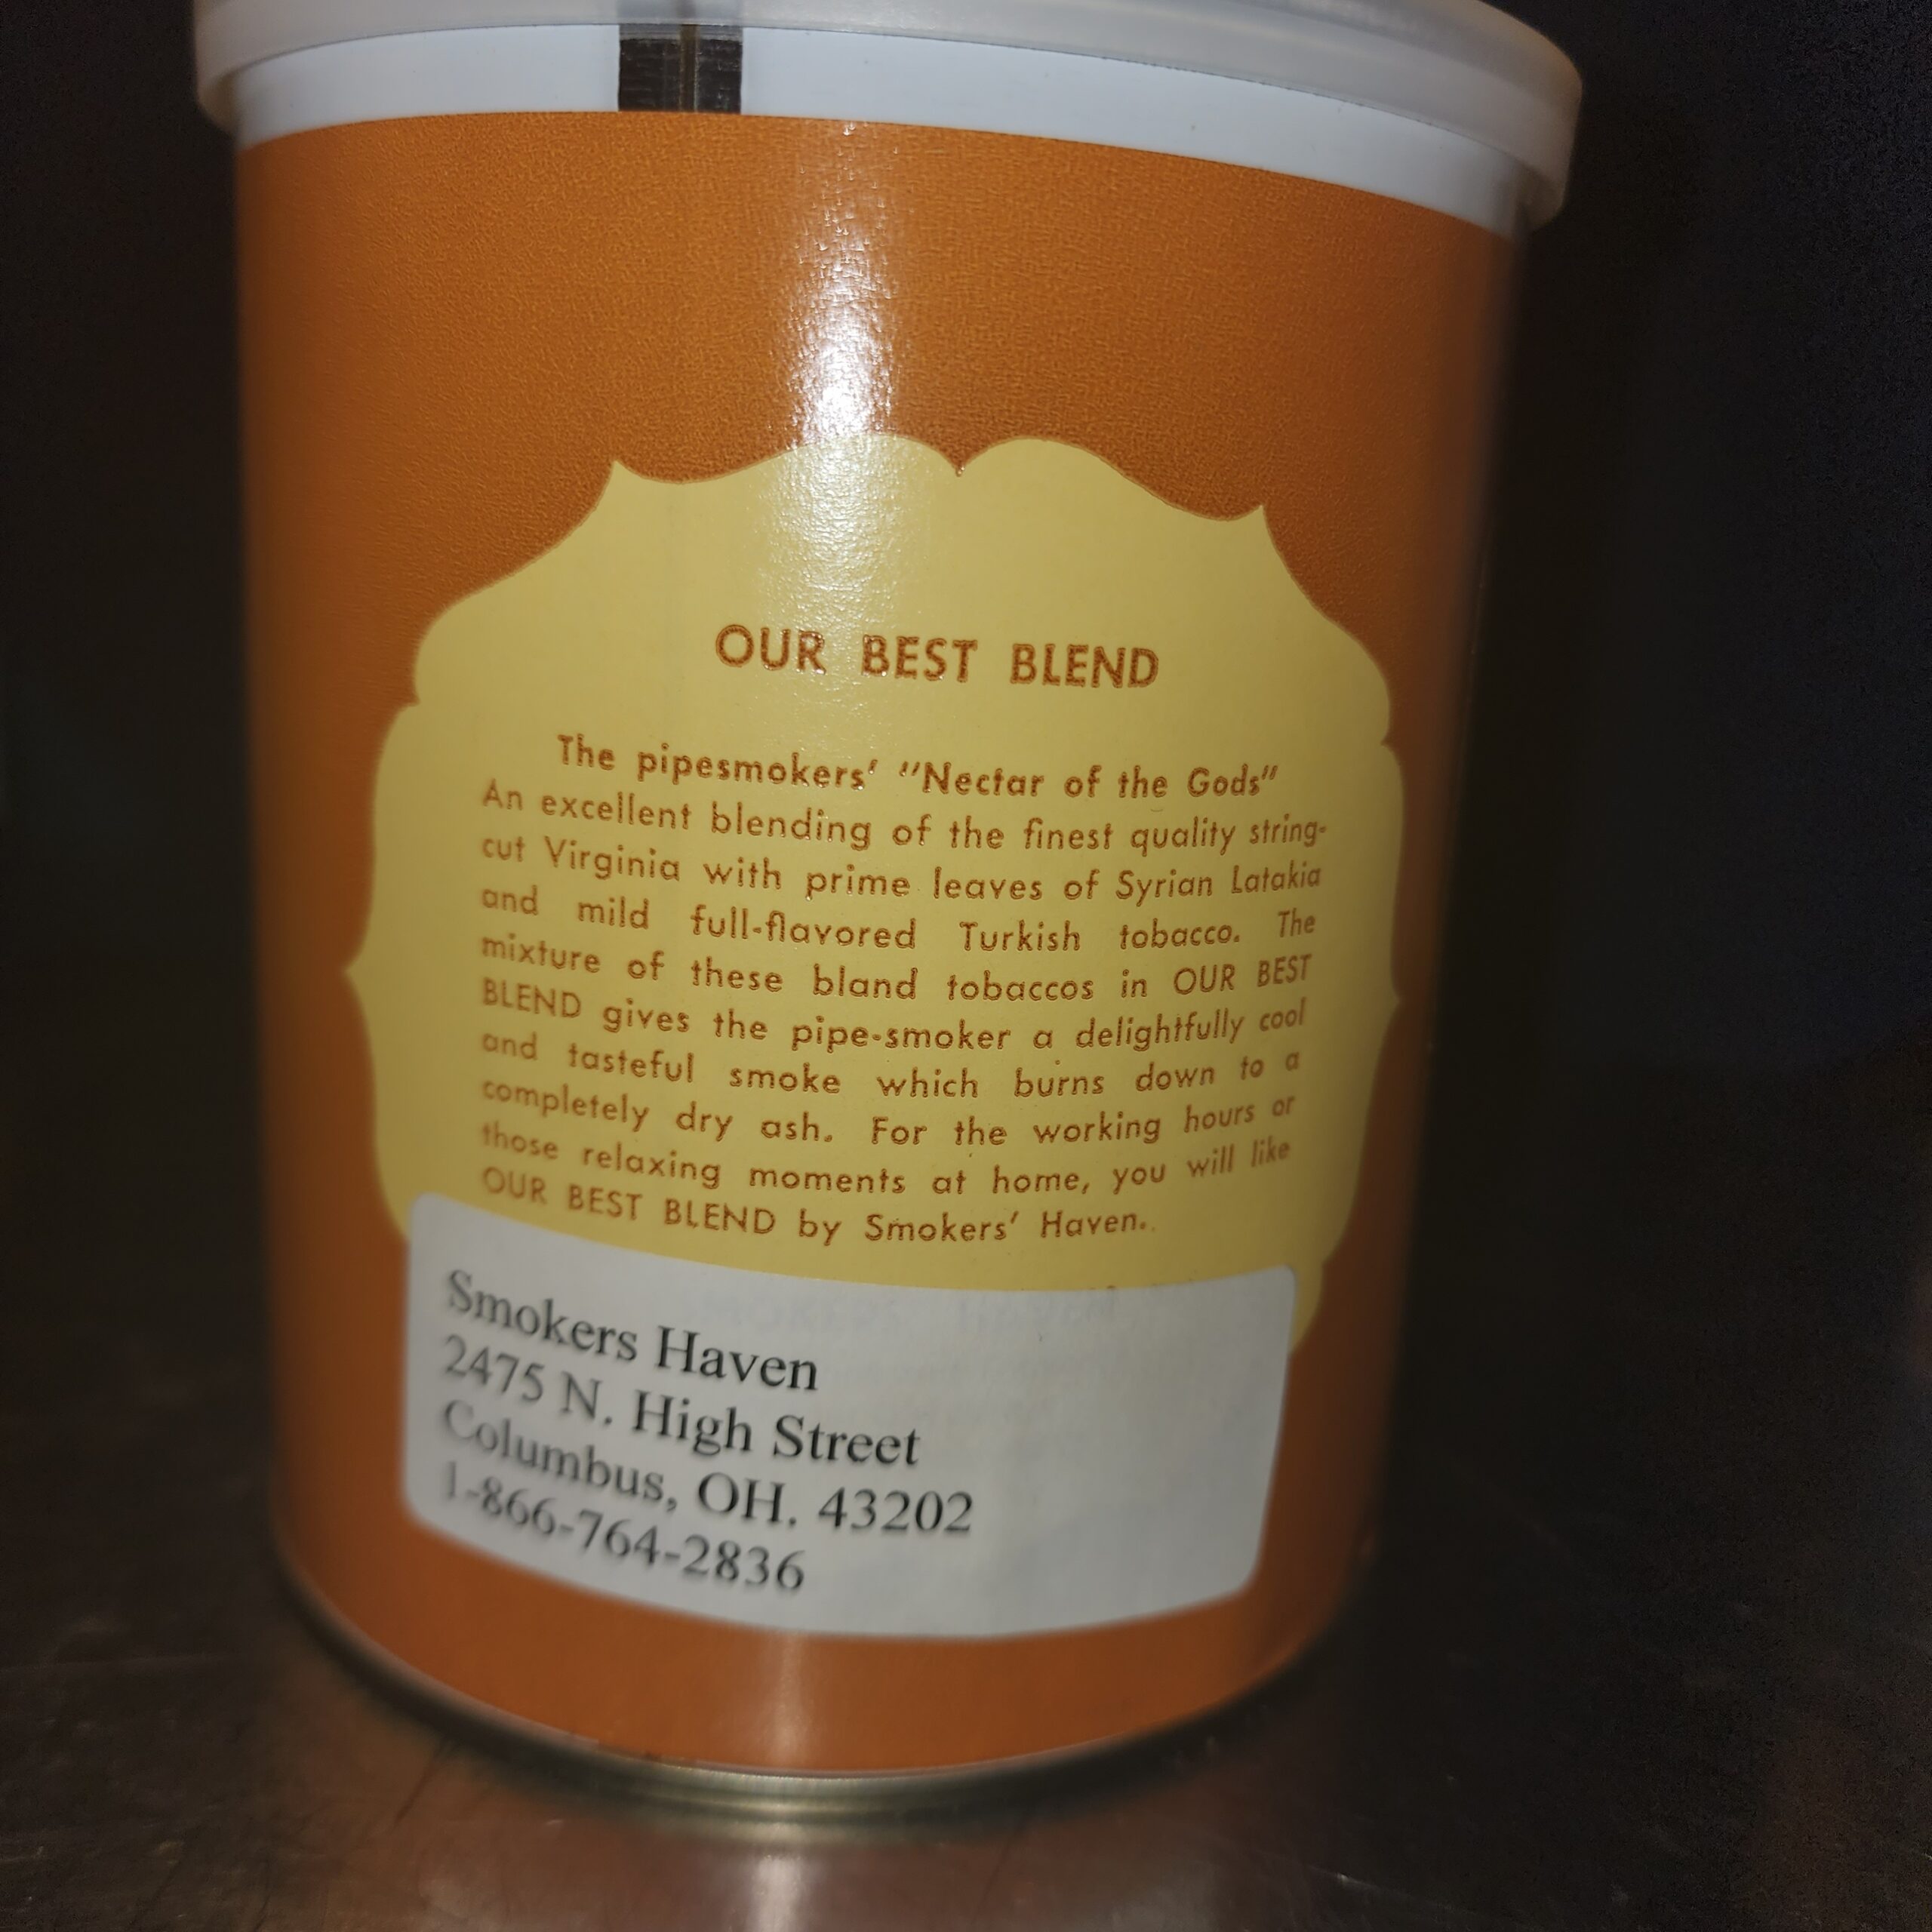 OUR BEST BLEND
The pipesmokers' "Nectar of the Gods"
An excellent blending of the finest quality string-
cut Virginia with prime leaves of Syrian Latakia
and mild full-flavored Turkish tobacco. The
mixture of these bland tobaccos in OUR BEST
BLEND gives the pipe-smoker a delightfully cool
and tasteful smoke which burns down to a
completely dry ash. For the working hours or
those relaxing moments at home, you will like
OUR BEST BLEND by Smokers' Haven.
Smokers Haven
2475 N. High Street
Columbus, OH. 43202
1-866-764-2836